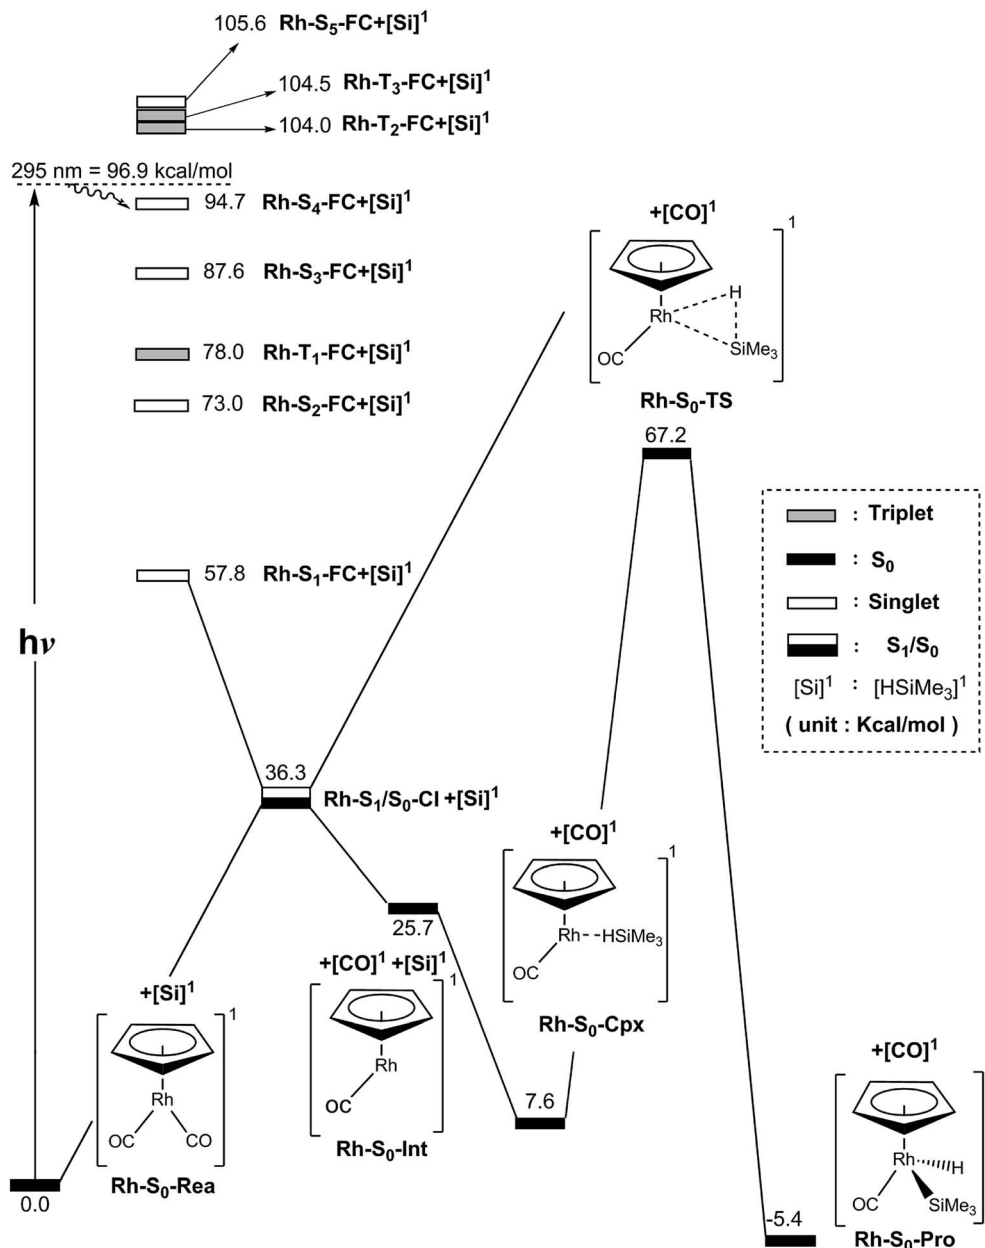 105.6 Rh-S5-FC+[Si]1
104.5 Rh-T3-FC+[Si]1
104.0 Rh-T2-FC+[Si]1
295 nm = 96.9 kcal/mol
94.7 Rh-S4-FC+[Si]1
87.6 Rh-S3-FC+[Si]1
78.0 Rh-T1-FC+[Si]1
73.0 Rh-S2-FC+[Si]1
57.8 Rh-S1-FC+[Si]1
hν
+[CO]1
1
H
Rh
OC
SiMe3
Rh-S0-TS
67.2
: Triplet
: S0
: Singlet
: S1/S0
[Si]1 : [HSiMe3]1
( unit : Kcal/mol )
36.3
Rh-S1/S0-CI +[Si]1
25.7
+[CO]1 +[Si]1
1
Rh
OC
Rh-S0-Int
+[CO]1
1
Rh--HSiMe3
OC
Rh-S0-Cpx
7.6
+[Si]1
1
Rh
OC CO
Rh-S0-Rea
0.0
+[CO]1
1
Rh H
OC SiMe3
-5.4
Rh-S0-Pro